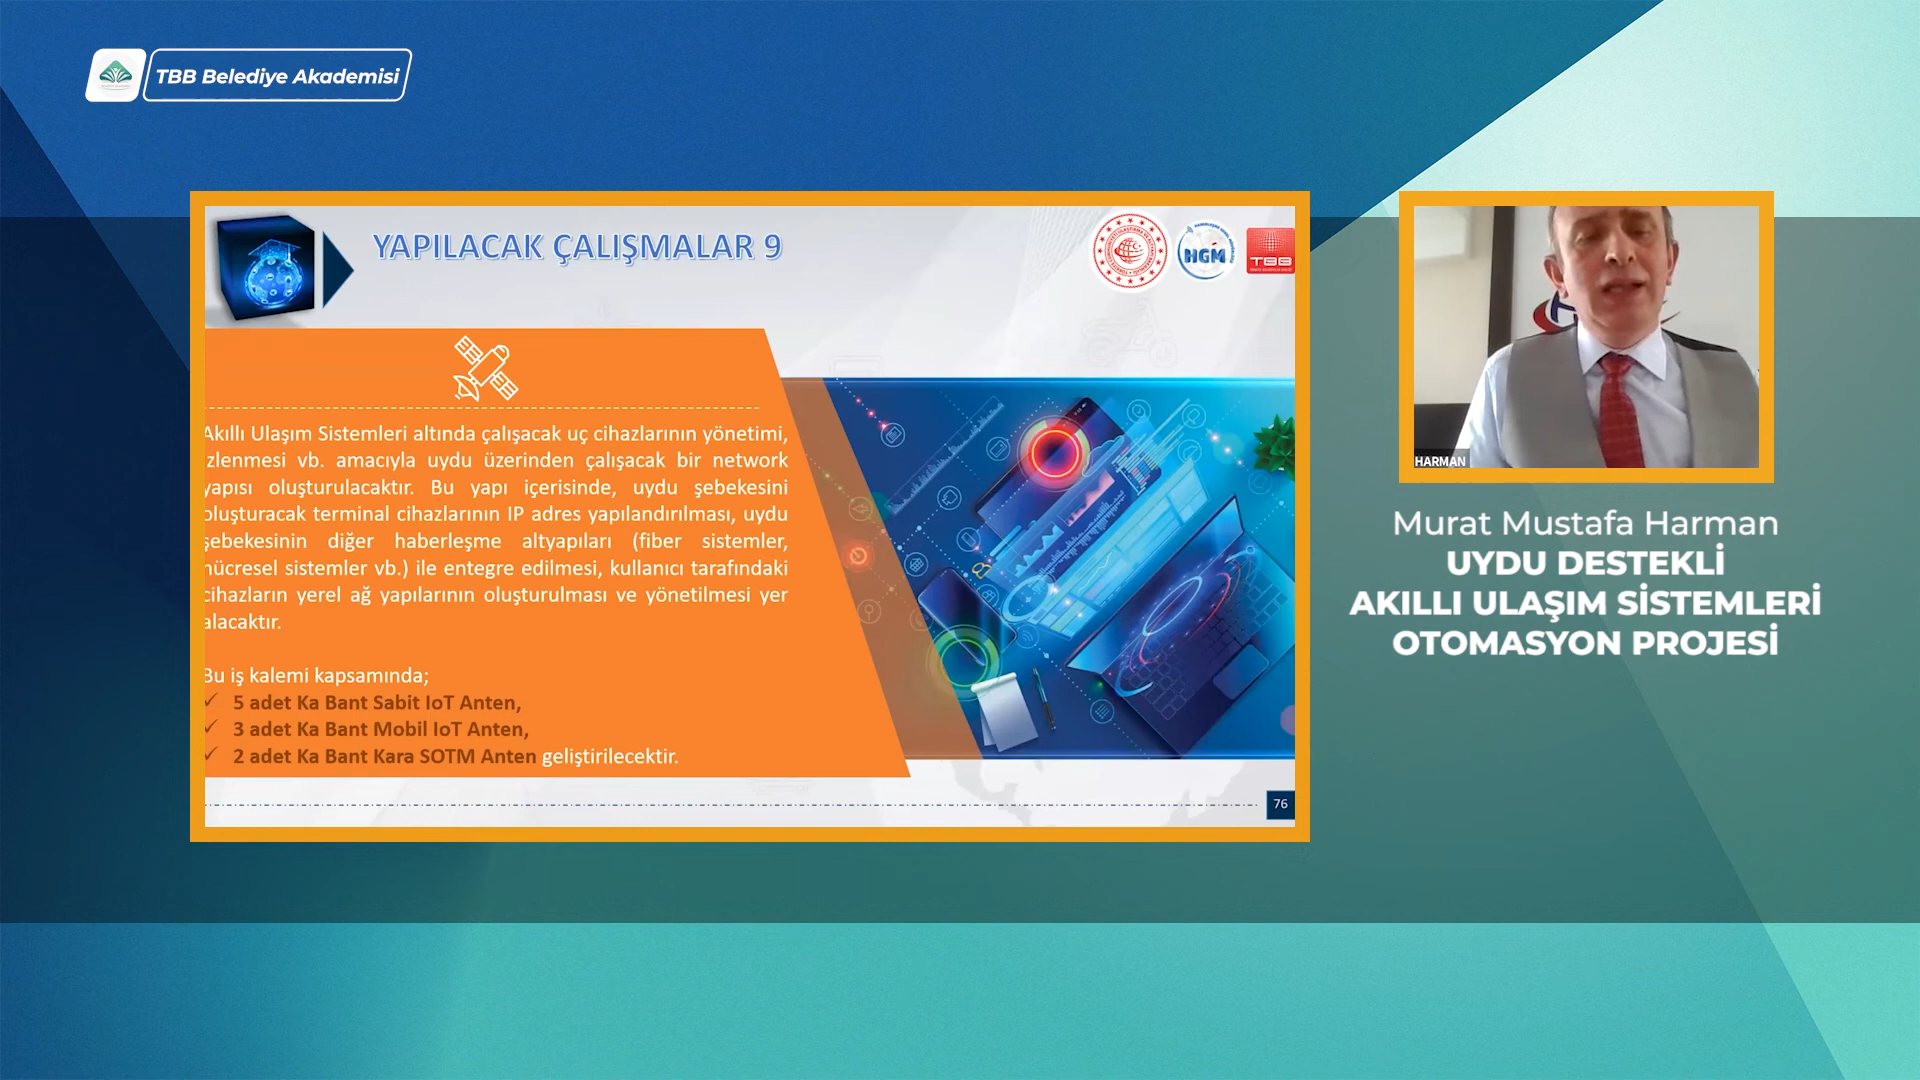 TBB Belediye Akademisi
YAPILACAK ÇALIŞMALAR 9
HGM
TBB
Akıllı Ulaşım Sistemleri altında çalışacak uç cihazlarının yönetimi,
zlenmesi vb. amacıyla uydu üzerinden çalışacak bir network
yapısı oluşturulacaktır. Bu yapı içerisinde, uydu şebekesini
oluşturacak terminal cihazlarının IP adres yapılandırılması, uydu
şebekesinin diğer haberleşme altyapıları (fiber sistemler,
hücresel sistemler vb.) ile entegre edilmesi, kullanıcı tarafındaki
cihazların yerel ağ yapılarının oluşturulması ve yönetilmesi yer
alacaktır.
Bu iş kalemi kapsamında;
✓ 5 adet Ka Bant Sabit IoT Anten,
✓ 3 adet Ka Bant Mobil IoT Anten,
✓ 2 adet Ka Bant Kara SOTM Anten geliştirilecektir.
76
HARMAN
Murat Mustafa Harman
UYDU DESTEKLİ
AKILLI ULAŞIM SİSTEMLERİ
OTOMASYON PROJESİ